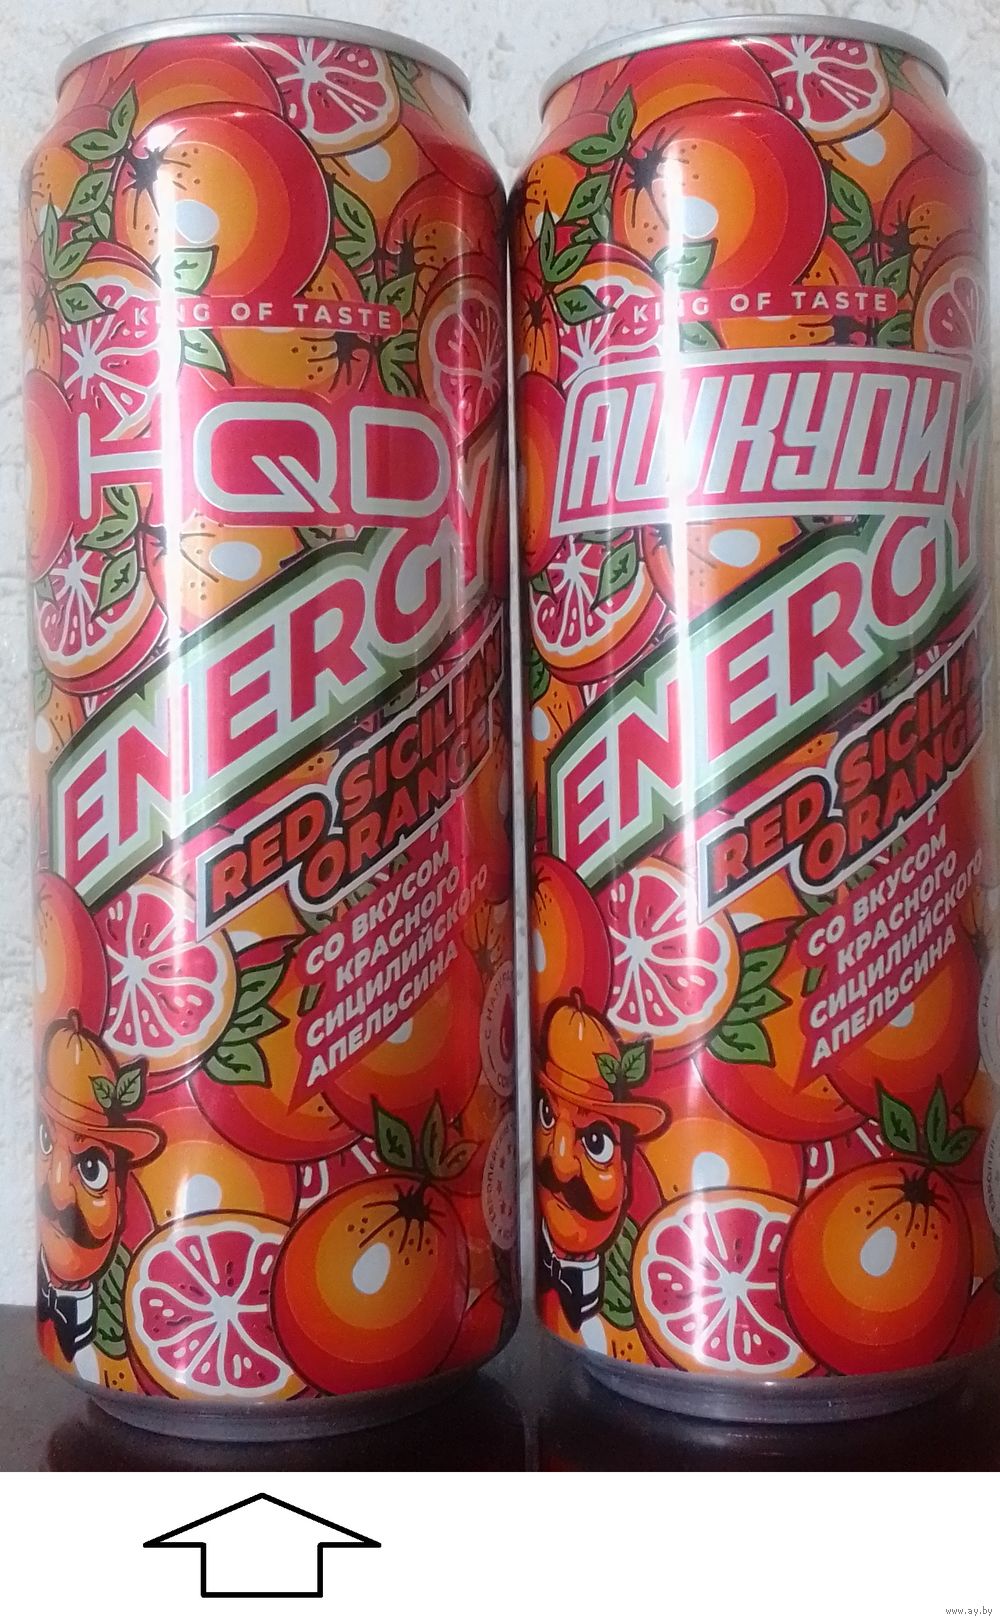 KING OF TASTE
HQD
ENERGY
RED SICILIAN
ORANGE
СО ВКУСОМ
КРАСНОГО
СИЦИЛИЙСКОГО
АПЕЛЬСИНА
KING OF TASTE
АШКУДИ
ENERGY
RED SICILIAN
ORANGE
СО ВКУСОМ
КРАСНОГО
СИЦИЛИЙСКОГО
АПЕЛЬСИНА
www.ay.by